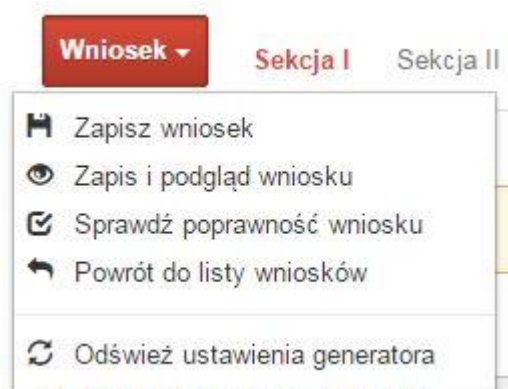 Wniosek Sekcja I Sekcja II
Zapisz wniosek
Zapis i podgląd wniosku
Sprawdź poprawność wniosku
Powrót do listy wniosków
Odśwież ustawienia generatora